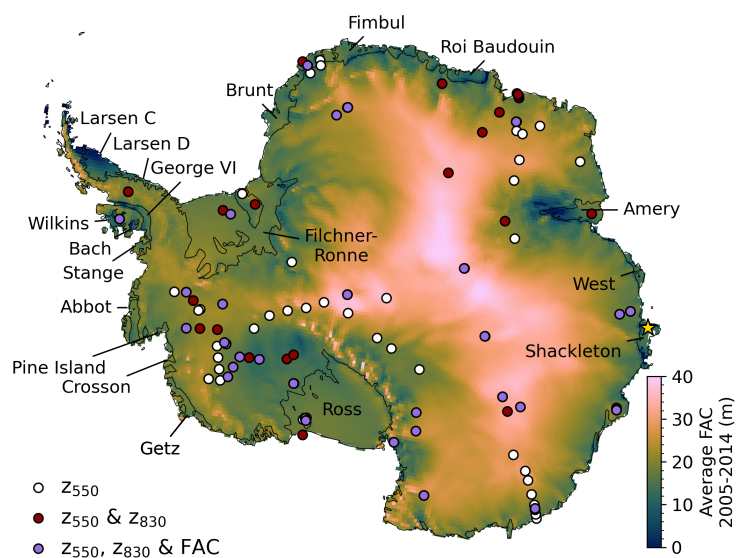 Fimbul
Roi Baudouin
Brunt
Larsen C
Larsen D
George VI
Wilkins
Amery
Filchner-
Ronne
Bach
Stange
West
Abbot
Shackleton
Pine Island
Crosson
Ross
Getz
z550
z550 & z830
z550, z830 & FAC
40
30
20
10
0
Average FAC
2005-2014 (m)